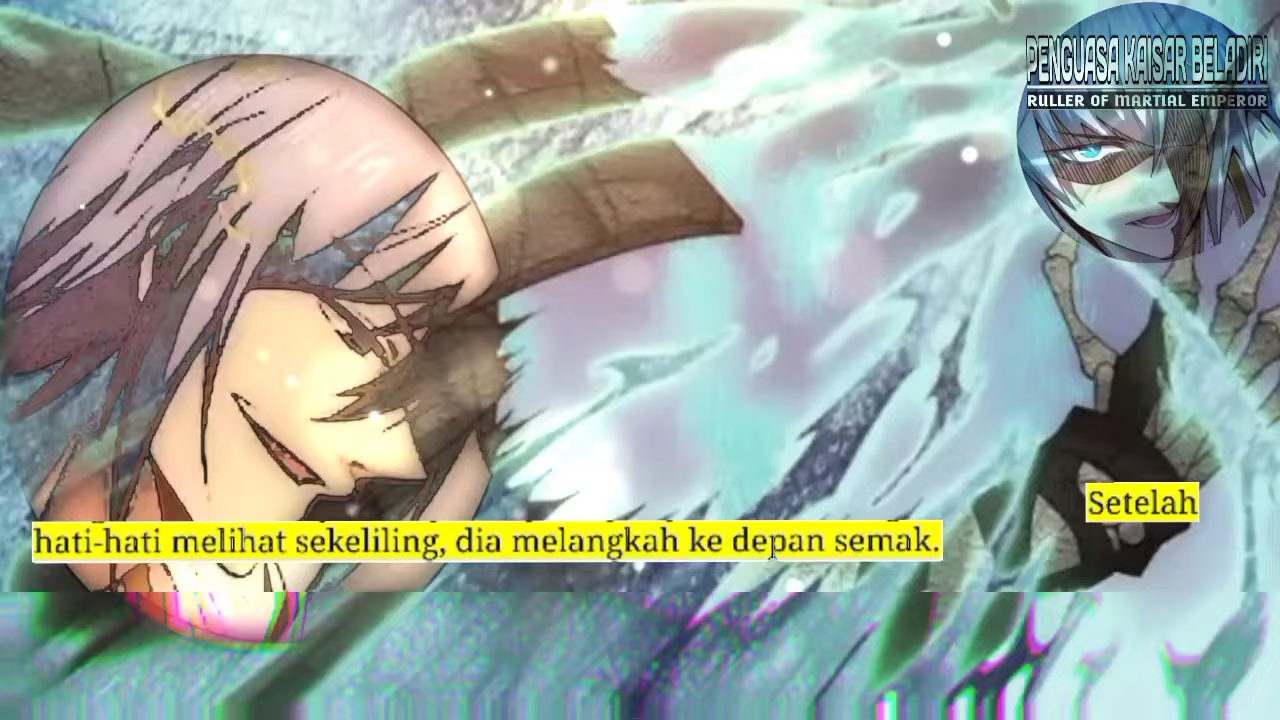 PENGUASA KAISAR BELADIRI
RULLER OF MARTIAL EMPEROR
Setelah
hati-hati melihat sekeliling, dia melangkah ke depan semak.